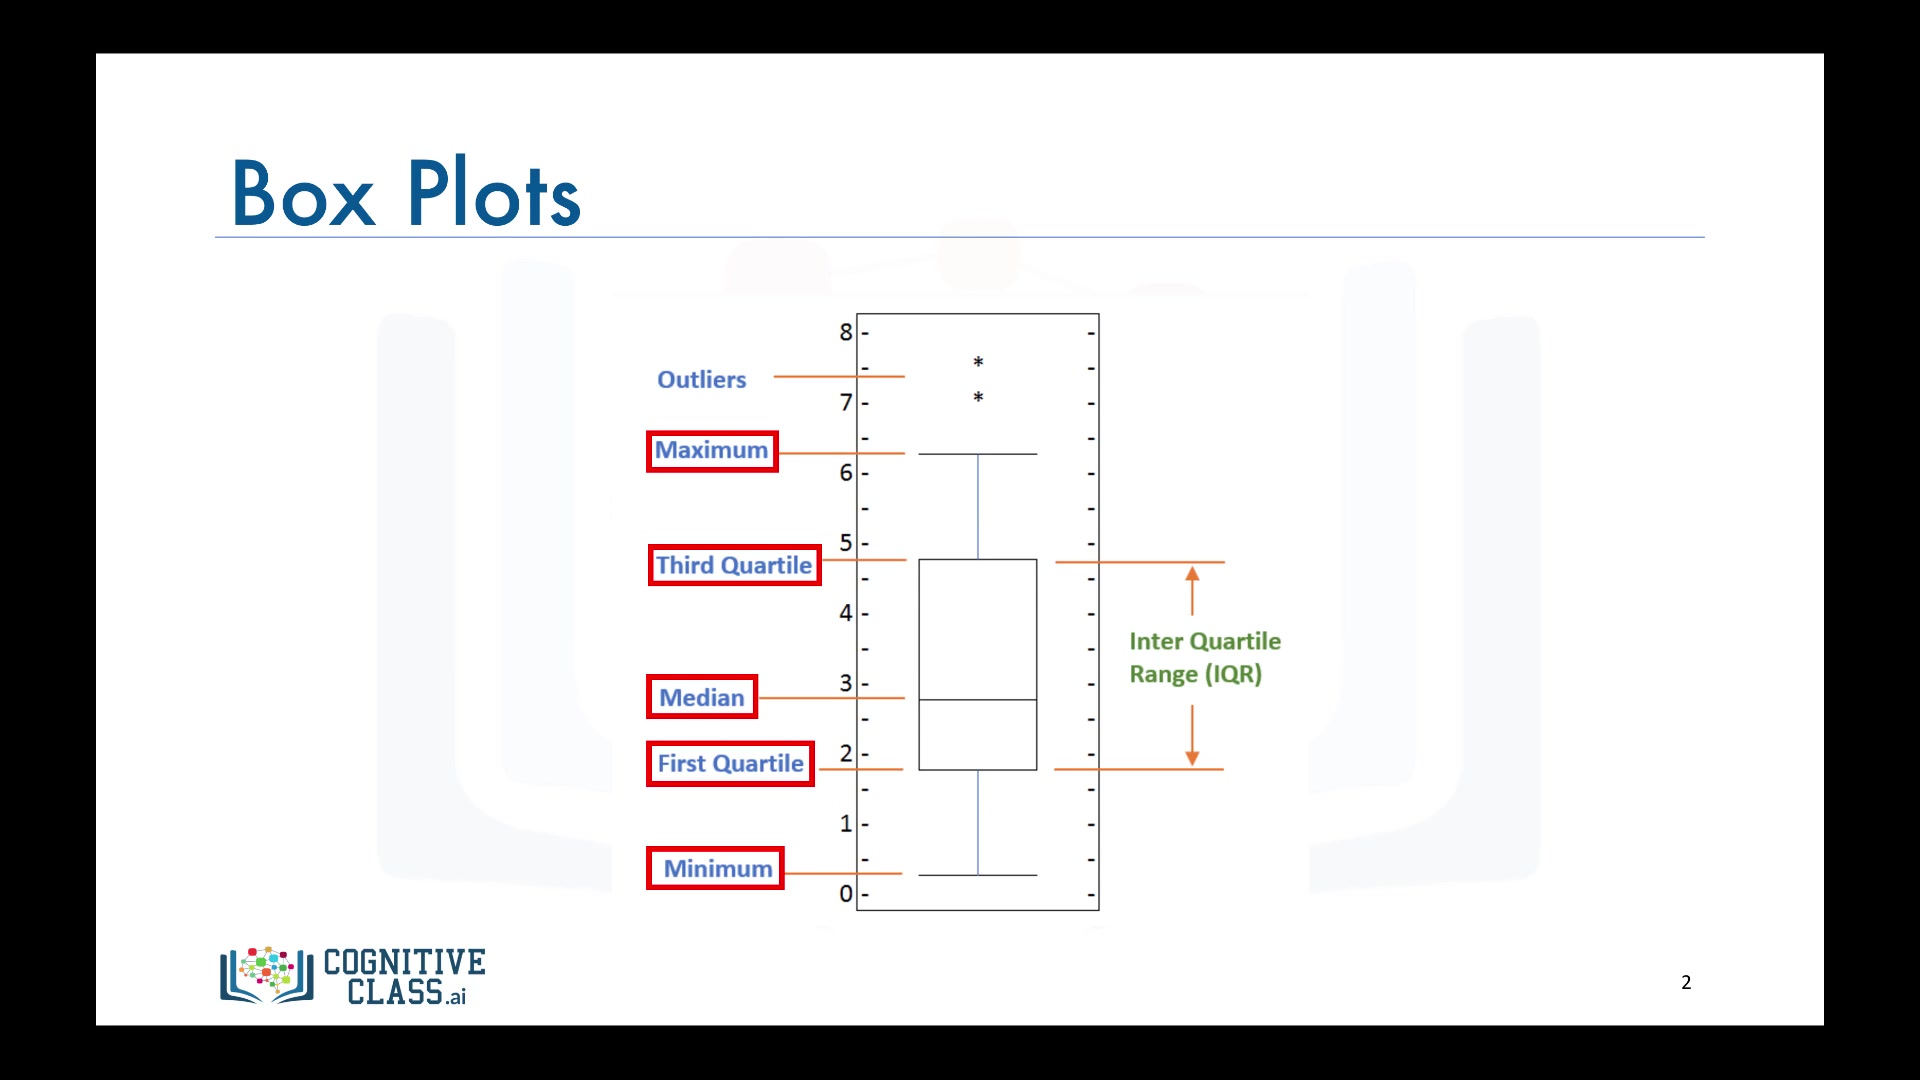 Box Plots
8
Outliers
7
Maximum
6
5
Third Quartile
4
Inter Quartile
Range (IQR)
3
Median
2
First Quartile
1
Minimum
0
*
*
COGNITIVE
CLASS.ai
2